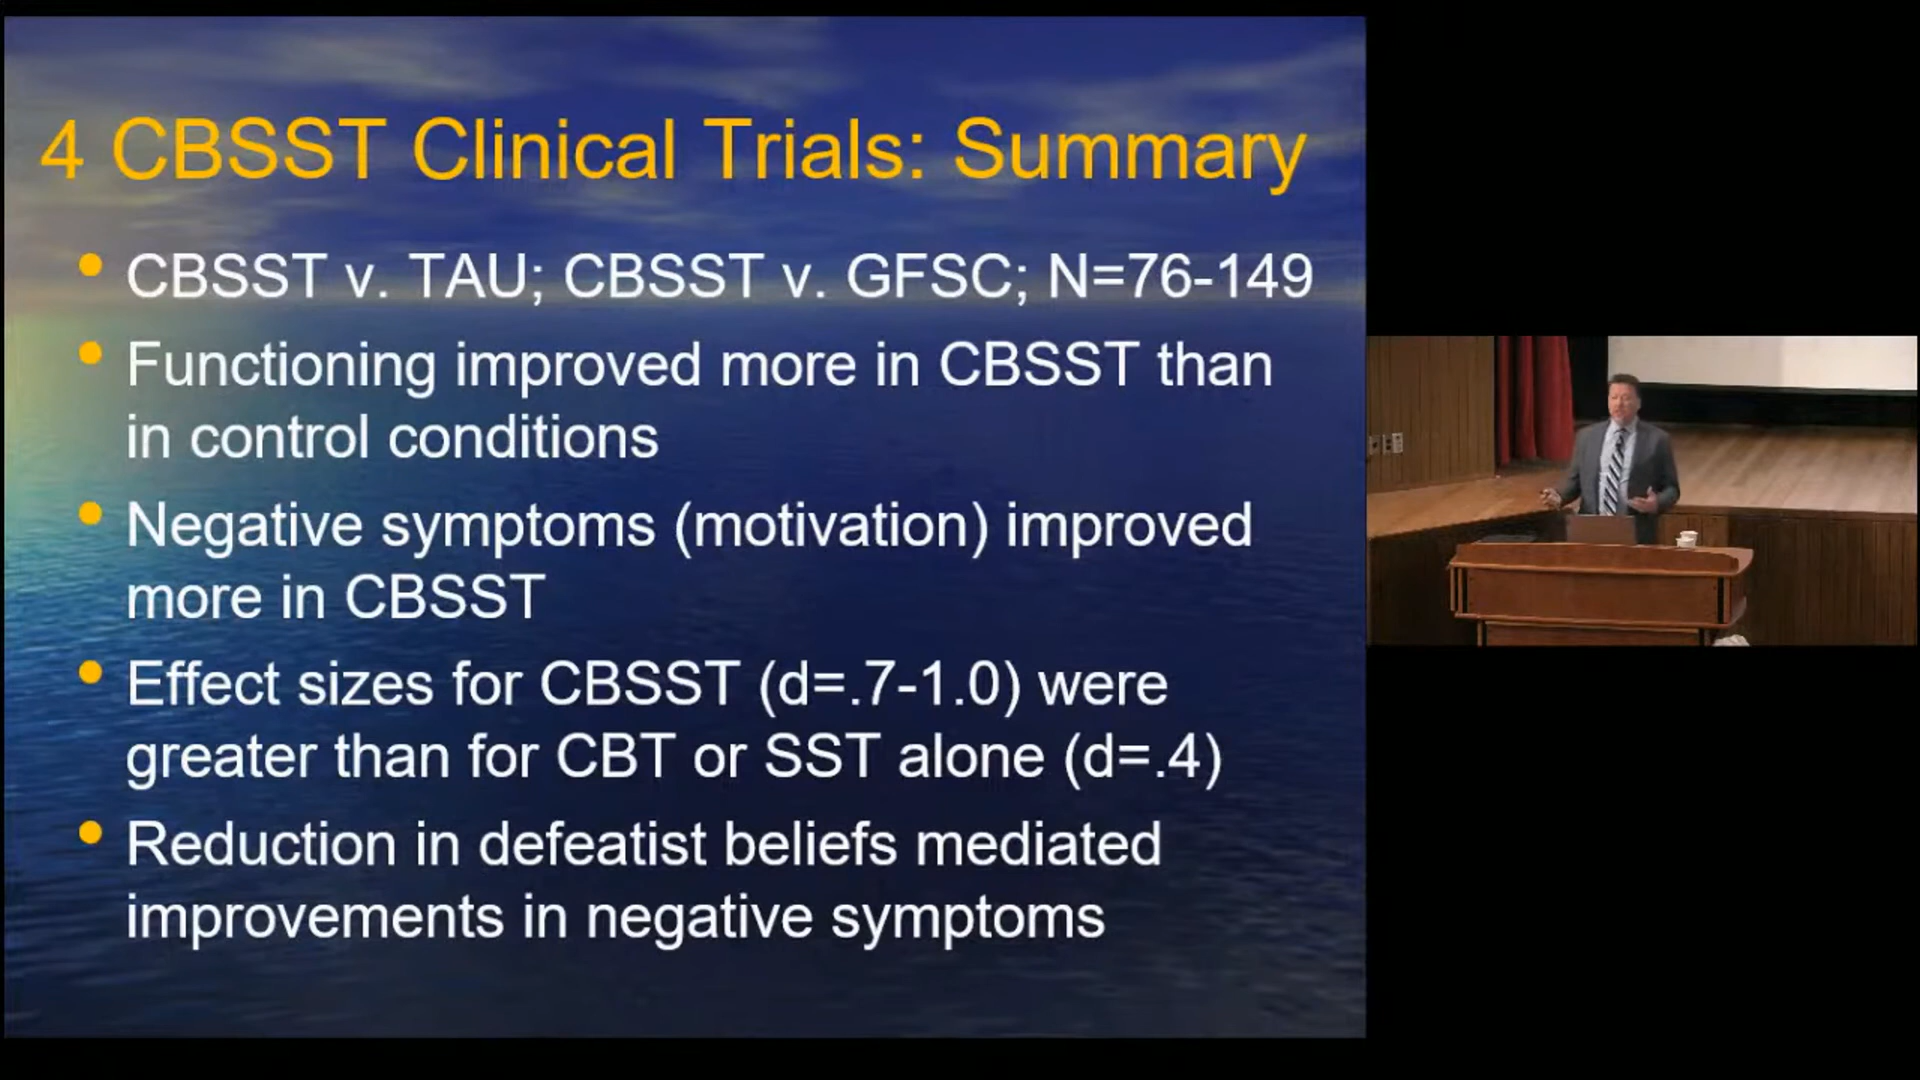 4 CBSST Clinical Trials: Summary
CBSST v. TAU; CBSST v. GFSC; N=76-149
Functioning improved more in CBSST than
in control conditions
Negative symptoms (motivation) improved
more in CBSST
Effect sizes for CBSST (d=.7-1.0) were
greater than for CBT or SST alone (d=.4)
Reduction in defeatist beliefs mediated
improvements in negative symptoms